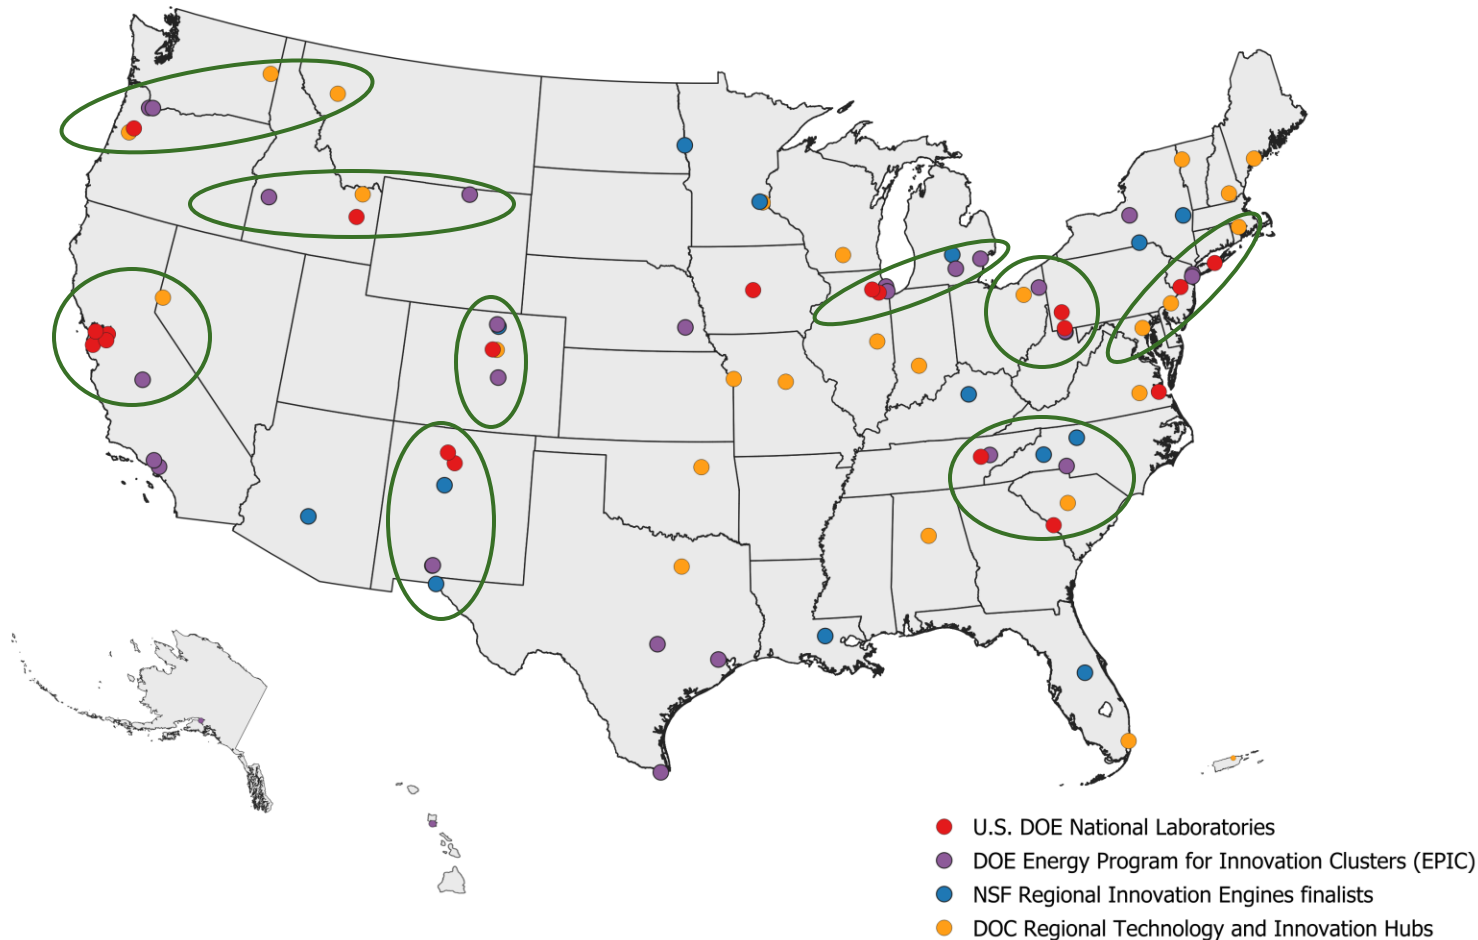 U.S. DOE National Laboratories
DOE Energy Program for Innovation Clusters (EPIC)
NSF Regional Innovation Engines finalists
DOC Regional Technology and Innovation Hubs